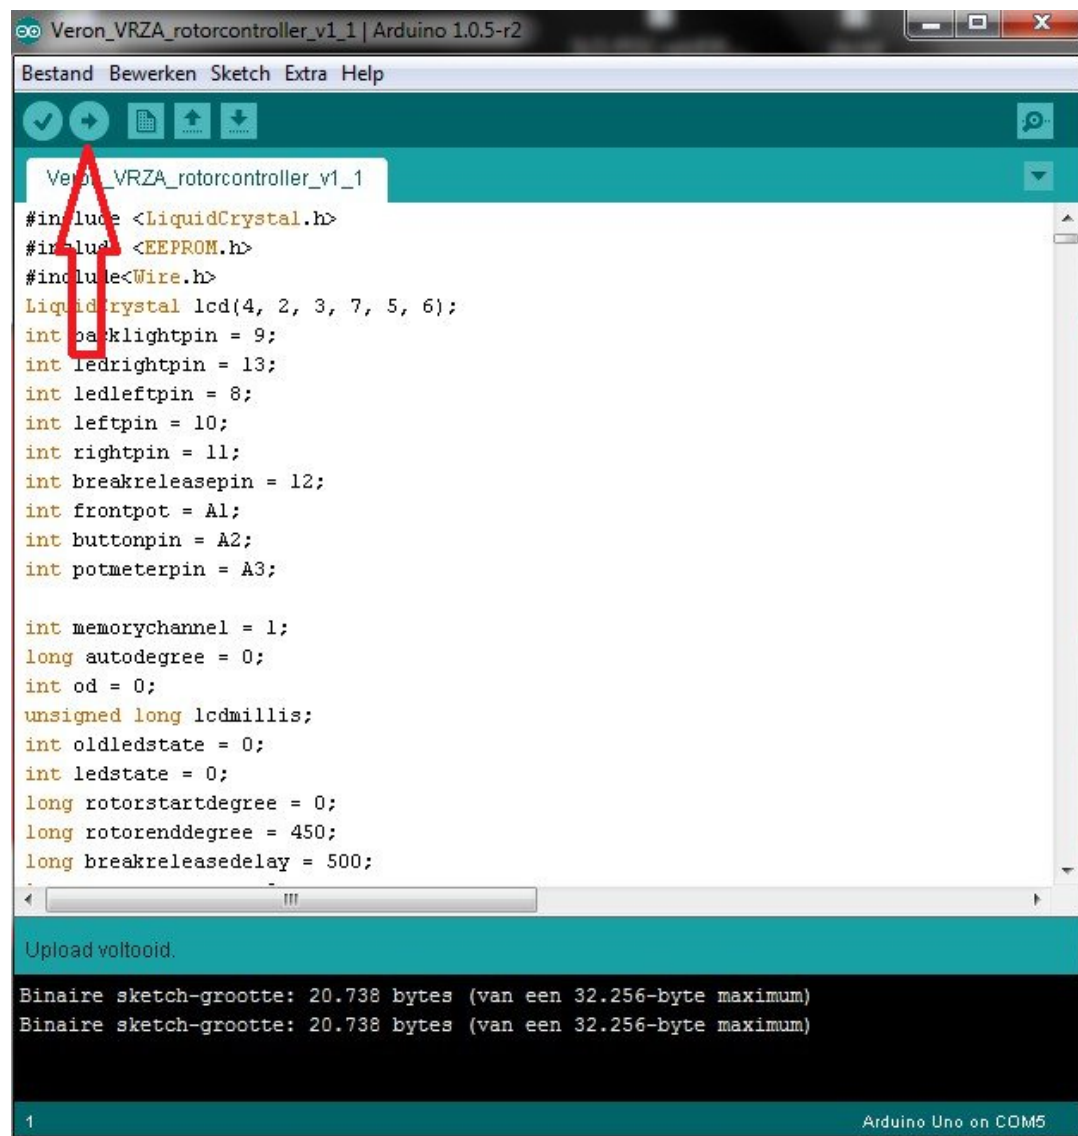 Veron_VRZA_rotorcontroller_v1_1 | Arduino 1.0.5-r2
Bestand Bewerken Sketch Extra Help
Veron_VRZA_rotorcontroller_v1_1
#include <LiquidCrystal.h>
#include <EEPROM.h>
#include<Wire.h>
LiquidCrystal lcd(4, 2, 3, 7, 5, 6);
int backlightpin = 9;
int ledrightpin = 13;
int ledleftpin = 8;
int leftpin = 10;
int rightpin = 11;
int breakreleasepin = 12;
int frontpot = A1;
int buttonpin = A2;
int potmeterpin = A3;
int memorychannel = 1;
long autodegree = 0;
int od = 0;
unsigned long lcdmillis;
int oldledstate = 0;
int ledstate = 0;
long rotorstartdegree = 0;
long rotorenddegree = 450;
long breakreleasedelay = 500;
Upload voltooid.
Binaire sketch-grootte: 20.738 bytes (van een 32.256-byte maximum)
Binaire sketch-grootte: 20.738 bytes (van een 32.256-byte maximum)
1 Arduino Uno on COM5